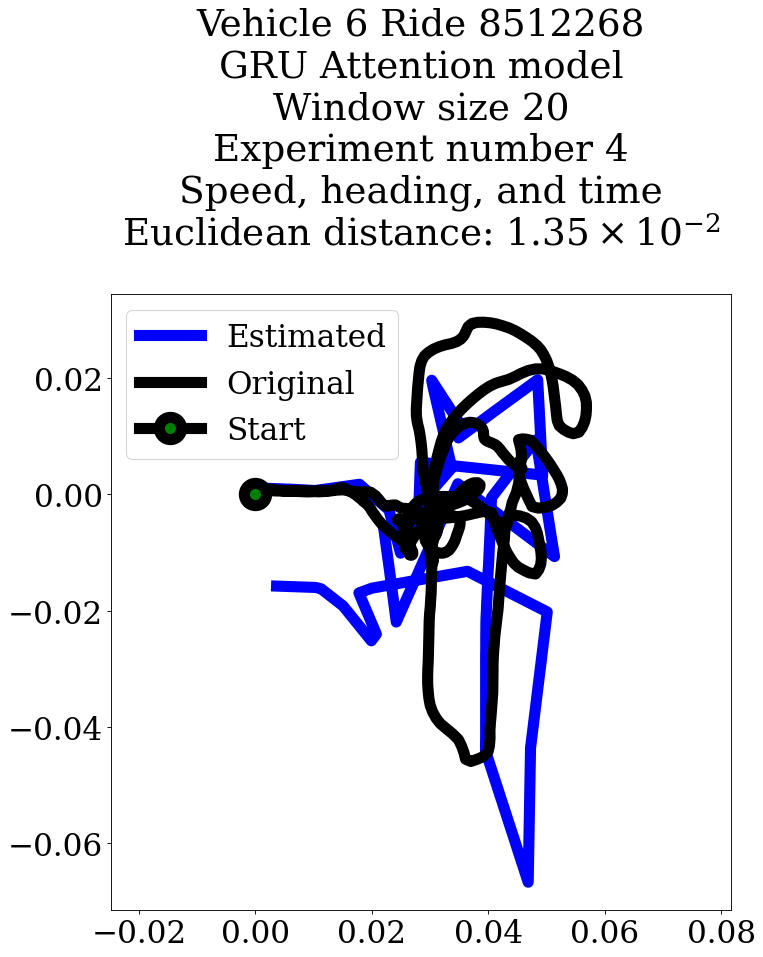 Vehicle 6 Ride 8512268
GRU Attention model
Window size 20
Experiment number 4
Speed, heading, and time
Euclidean distance: 1.35 × 10⁻²
Estimated
Original
Start
0.02
0.00
−0.02
−0.04
−0.06
−0.02 0.00 0.02 0.04 0.06 0.08